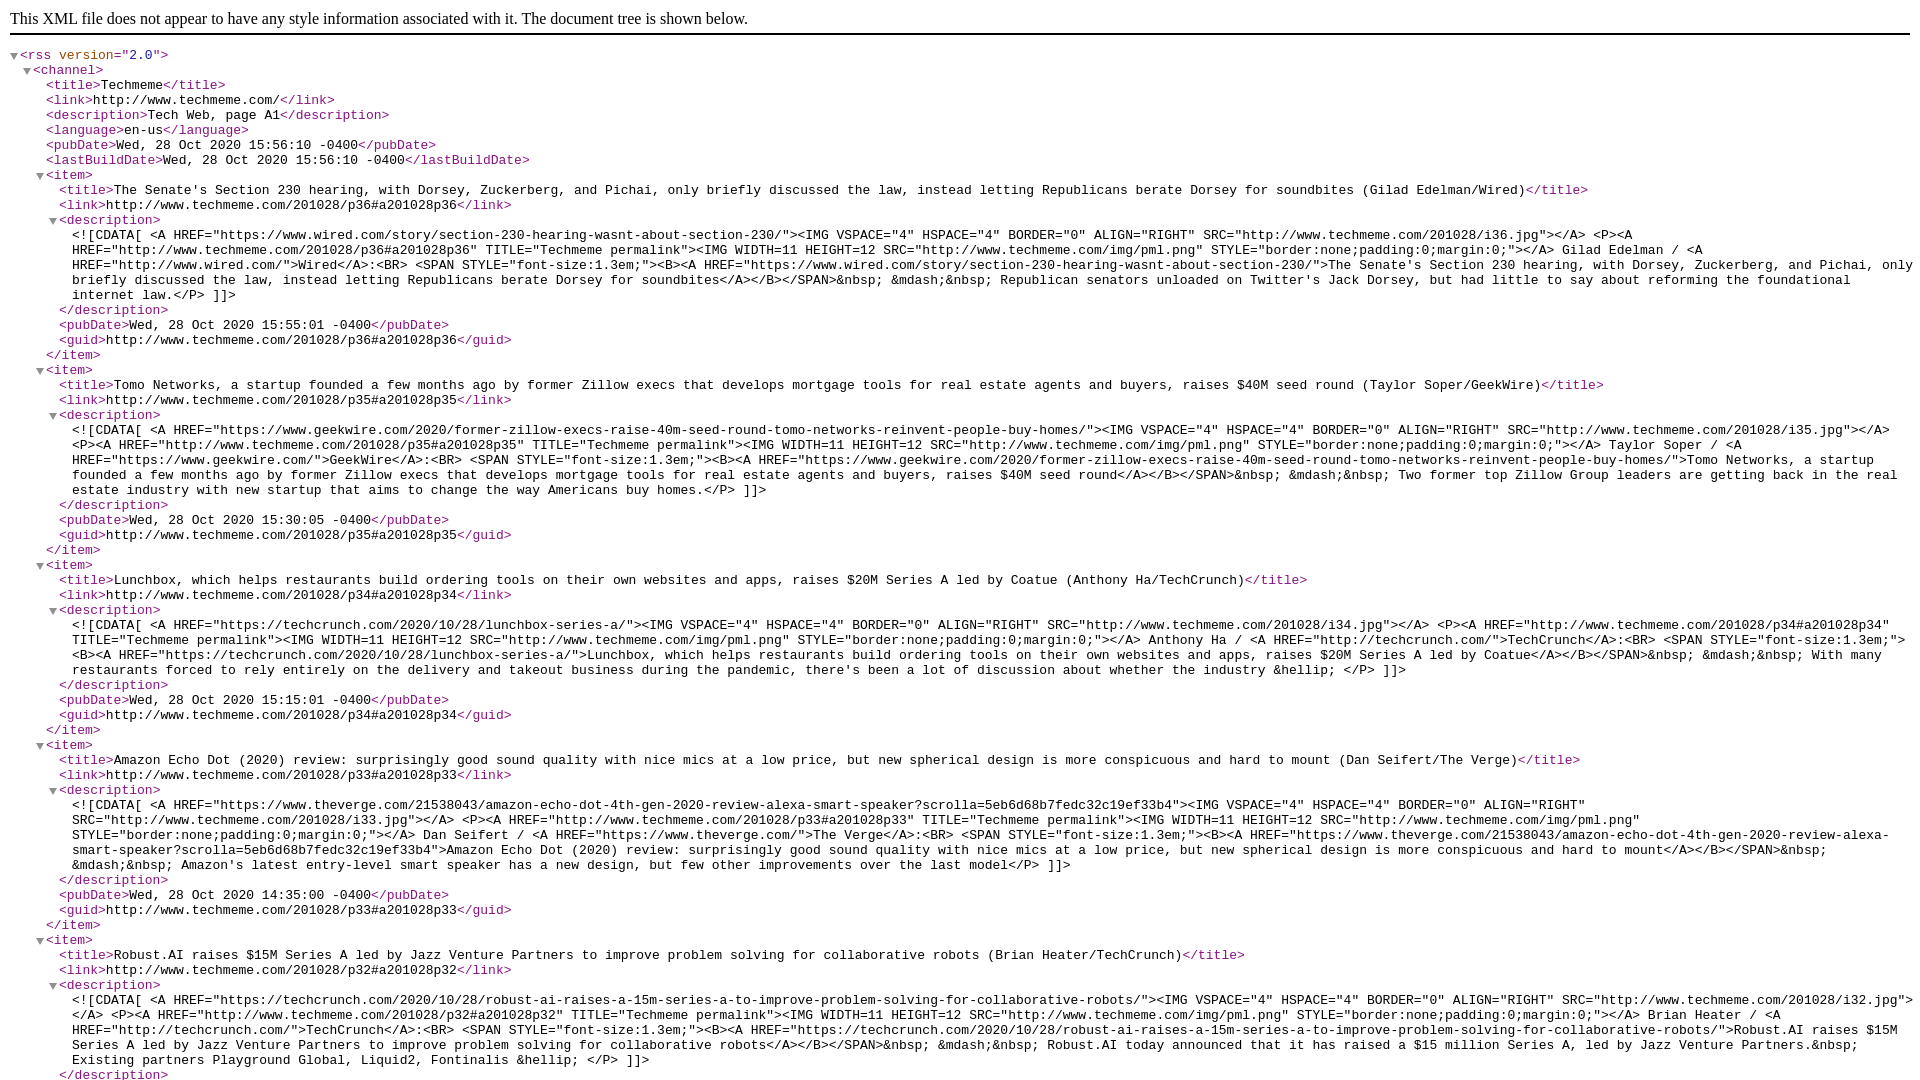 This XML file does not appear to have any style information associated with it. The document tree is shown below.
<rss version="2.0">
<channel>
<title>Techmeme</title>
<link>http://www.techmeme.com/</link>
<description>Tech Web, page A1</description>
<language>en-us</language>
<pubDate>Wed, 28 Oct 2020 15:56:10 -0400</pubDate>
<lastBuildDate>Wed, 28 Oct 2020 15:56:10 -0400</lastBuildDate>
<item>
<title>The Senate's Section 230 hearing, with Dorsey, Zuckerberg, and Pichai, only briefly discussed the law, instead letting Republicans berate Dorsey for soundbites (Gilad Edelman/Wired)</title>
<link>http://www.techmeme.com/201028/p36#a201028p36</link>
<description>
<![CDATA[ <A HREF="https://www.wired.com/story/section-230-hearing-wasnt-about-section-230/"><IMG VSPACE="4" HSPACE="4" BORDER="0" ALIGN="RIGHT" SRC="http://www.techmeme.com/201028/i36.jpg"></A> <P><A
HREF="http://www.techmeme.com/201028/p36#a201028p36" TITLE="Techmeme permalink"><IMG WIDTH=11 HEIGHT=12 SRC="http://www.techmeme.com/img/pml.png" STYLE="border:none;padding:0;margin:0;"></A> Gilad Edelman / <A
HREF="http://www.wired.com/">Wired</A>:<BR> <SPAN STYLE="font-size:1.3em;"><B><A HREF="https://www.wired.com/story/section-230-hearing-wasnt-about-section-230/">The Senate's Section 230 hearing, with Dorsey, Zuckerberg, and Pichai, only
briefly discussed the law, instead letting Republicans berate Dorsey for soundbites</A></B></SPAN>&nbsp; &mdash;&nbsp; Republican senators unloaded on Twitter's Jack Dorsey, but had little to say about reforming the foundational
internet law.</P> ]]>
</description>
<pubDate>Wed, 28 Oct 2020 15:55:01 -0400</pubDate>
<guid>http://www.techmeme.com/201028/p36#a201028p36</guid>
</item>
<item>
<title>Tomo Networks, a startup founded a few months ago by former Zillow execs that develops mortgage tools for real estate agents and buyers, raises $40M seed round (Taylor Soper/GeekWire)</title>
<link>http://www.techmeme.com/201028/p35#a201028p35</link>
<description>
<![CDATA[ <A HREF="https://www.geekwire.com/2020/former-zillow-execs-raise-40m-seed-round-tomo-networks-reinvent-people-buy-homes/"><IMG VSPACE="4" HSPACE="4" BORDER="0" ALIGN="RIGHT" SRC="http://www.techmeme.com/201028/i35.jpg"></A>
<P><A HREF="http://www.techmeme.com/201028/p35#a201028p35" TITLE="Techmeme permalink"><IMG WIDTH=11 HEIGHT=12 SRC="http://www.techmeme.com/img/pml.png" STYLE="border:none;padding:0;margin:0;"></A> Taylor Soper / <A
HREF="https://www.geekwire.com/">GeekWire</A>:<BR> <SPAN STYLE="font-size:1.3em;"><B><A HREF="https://www.geekwire.com/2020/former-zillow-execs-raise-40m-seed-round-tomo-networks-reinvent-people-buy-homes/">Tomo Networks, a startup
founded a few months ago by former Zillow execs that develops mortgage tools for real estate agents and buyers, raises $40M seed round</A></B></SPAN>&nbsp; &mdash;&nbsp; Two former top Zillow Group leaders are getting back in the real
estate industry with new startup that aims to change the way Americans buy homes.</P> ]]>
</description>
<pubDate>Wed, 28 Oct 2020 15:30:05 -0400</pubDate>
<guid>http://www.techmeme.com/201028/p35#a201028p35</guid>
</item>
<item>
<title>Lunchbox, which helps restaurants build ordering tools on their own websites and apps, raises $20M Series A led by Coatue (Anthony Ha/TechCrunch)</title>
<link>http://www.techmeme.com/201028/p34#a201028p34</link>
<description>
<![CDATA[ <A HREF="https://techcrunch.com/2020/10/28/lunchbox-series-a/"><IMG VSPACE="4" HSPACE="4" BORDER="0" ALIGN="RIGHT" SRC="http://www.techmeme.com/201028/i34.jpg"></A> <P><A HREF="http://www.techmeme.com/201028/p34#a201028p34"
TITLE="Techmeme permalink"><IMG WIDTH=11 HEIGHT=12 SRC="http://www.techmeme.com/img/pml.png" STYLE="border:none;padding:0;margin:0;"></A> Anthony Ha / <A HREF="http://techcrunch.com/">TechCrunch</A>:<BR> <SPAN STYLE="font-size:1.3em;">
<B><A HREF="https://techcrunch.com/2020/10/28/lunchbox-series-a/">Lunchbox, which helps restaurants build ordering tools on their own websites and apps, raises $20M Series A led by Coatue</A></B></SPAN>&nbsp; &mdash;&nbsp; With many
restaurants forced to rely entirely on the delivery and takeout business during the pandemic, there's been a lot of discussion about whether the industry &hellip; </P> ]]>
</description>
<pubDate>Wed, 28 Oct 2020 15:15:01 -0400</pubDate>
<guid>http://www.techmeme.com/201028/p34#a201028p34</guid>
</item>
<item>
<title>Amazon Echo Dot (2020) review: surprisingly good sound quality with nice mics at a low price, but new spherical design is more conspicuous and hard to mount (Dan Seifert/The Verge)</title>
<link>http://www.techmeme.com/201028/p33#a201028p33</link>
<description>
<![CDATA[ <A HREF="https://www.theverge.com/21538043/amazon-echo-dot-4th-gen-2020-review-alexa-smart-speaker?scrolla=5eb6d68b7fedc32c19ef33b4"><IMG VSPACE="4" HSPACE="4" BORDER="0" ALIGN="RIGHT"
SRC="http://www.techmeme.com/201028/i33.jpg"></A> <P><A HREF="http://www.techmeme.com/201028/p33#a201028p33" TITLE="Techmeme permalink"><IMG WIDTH=11 HEIGHT=12 SRC="http://www.techmeme.com/img/pml.png"
STYLE="border:none;padding:0;margin:0;"></A> Dan Seifert / <A HREF="https://www.theverge.com/">The Verge</A>:<BR> <SPAN STYLE="font-size:1.3em;"><B><A HREF="https://www.theverge.com/21538043/amazon-echo-dot-4th-gen-2020-review-alexa-
smart-speaker?scrolla=5eb6d68b7fedc32c19ef33b4">Amazon Echo Dot (2020) review: surprisingly good sound quality with nice mics at a low price, but new spherical design is more conspicuous and hard to mount</A></B></SPAN>&nbsp;
&mdash;&nbsp; Amazon's latest entry-level smart speaker has a new design, but few other improvements over the last model</P> ]]>
</description>
<pubDate>Wed, 28 Oct 2020 14:35:00 -0400</pubDate>
<guid>http://www.techmeme.com/201028/p33#a201028p33</guid>
</item>
<item>
<title>Robust.AI raises $15M Series A led by Jazz Venture Partners to improve problem solving for collaborative robots (Brian Heater/TechCrunch)</title>
<link>http://www.techmeme.com/201028/p32#a201028p32</link>
<description>
<![CDATA[ <A HREF="https://techcrunch.com/2020/10/28/robust-ai-raises-a-15m-series-a-to-improve-problem-solving-for-collaborative-robots/"><IMG VSPACE="4" HSPACE="4" BORDER="0" ALIGN="RIGHT" SRC="http://www.techmeme.com/201028/i32.jpg">
</A> <P><A HREF="http://www.techmeme.com/201028/p32#a201028p32" TITLE="Techmeme permalink"><IMG WIDTH=11 HEIGHT=12 SRC="http://www.techmeme.com/img/pml.png" STYLE="border:none;padding:0;margin:0;"></A> Brian Heater / <A
HREF="http://techcrunch.com/">TechCrunch</A>:<BR> <SPAN STYLE="font-size:1.3em;"><B><A HREF="https://techcrunch.com/2020/10/28/robust-ai-raises-a-15m-series-a-to-improve-problem-solving-for-collaborative-robots/">Robust.AI raises $15M
Series A led by Jazz Venture Partners to improve problem solving for collaborative robots</A></B></SPAN>&nbsp; &mdash;&nbsp; Robust.AI today announced that it has raised a $15 million Series A, led by Jazz Venture Partners.&nbsp;
Existing partners Playground Global, Liquid2, Fontinalis &hellip; </P> ]]>
</description>